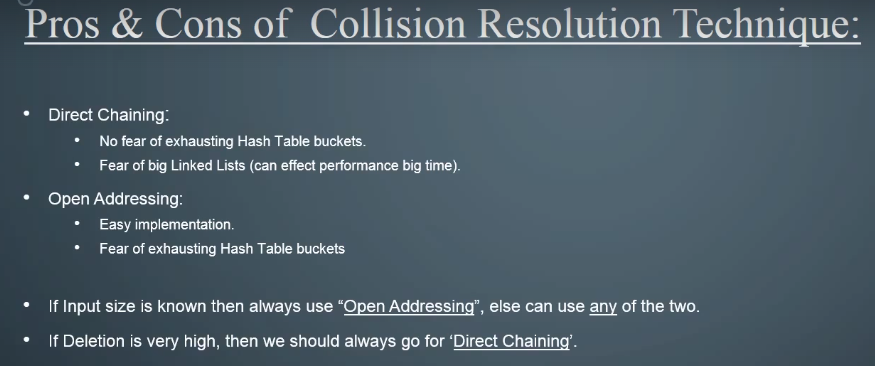 Pros & Cons of Collision Resolution Technique:
• Direct Chaining:
• No fear of exhausting Hash Table buckets.
• Fear of big Linked Lists (can effect performance big time).
• Open Addressing:
• Easy implementation.
• Fear of exhausting Hash Table buckets
• If Input size is known then always use “Open Addressing”, else can use any of the two.
• If Deletion is very high, then we should always go for ‘Direct Chaining’.